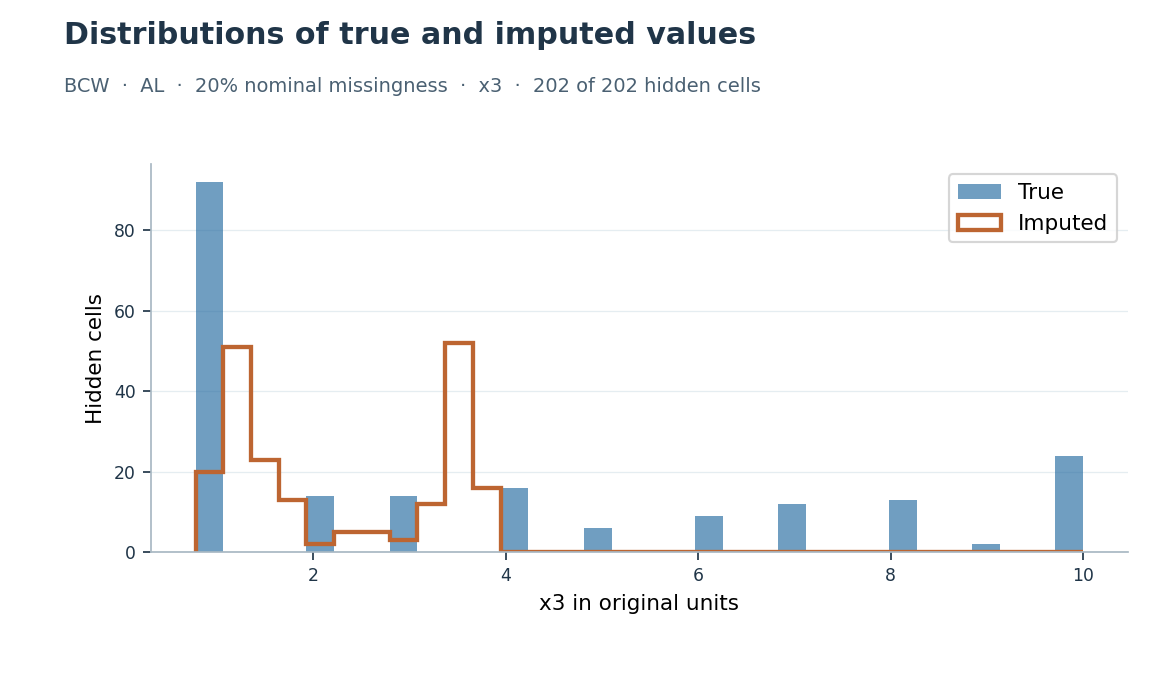 Distributions of true and imputed values
BCW · AL · 20% nominal missingness · x3 · 202 of 202 hidden cells
True
Imputed
Hidden cells
80
60
40
20
0
2 4 6 8 10
x3 in original units